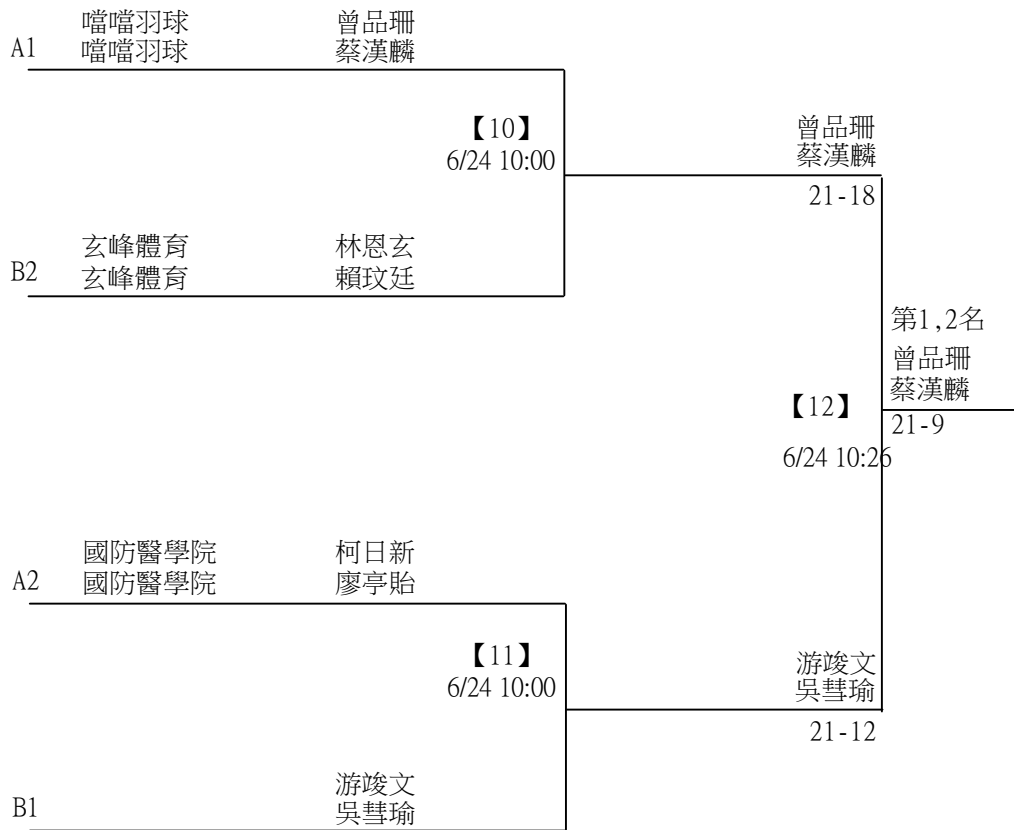 噹噹羽球 曾品珊
A1 噹噹羽球 蔡漢麟
【10】
6/24 10:00
曾品珊
蔡漢麟
21-18
玄峰體育 林恩玄
B2 玄峰體育 賴玟廷
第1,2名
曾品珊
蔡漢麟
【12】
21-9
6/24 10:26
國防醫學院 柯日新
A2 國防醫學院 廖亭貽
【11】
6/24 10:00
游竣文
吳彗瑜
21-12
游竣文
B1 吳彗瑜